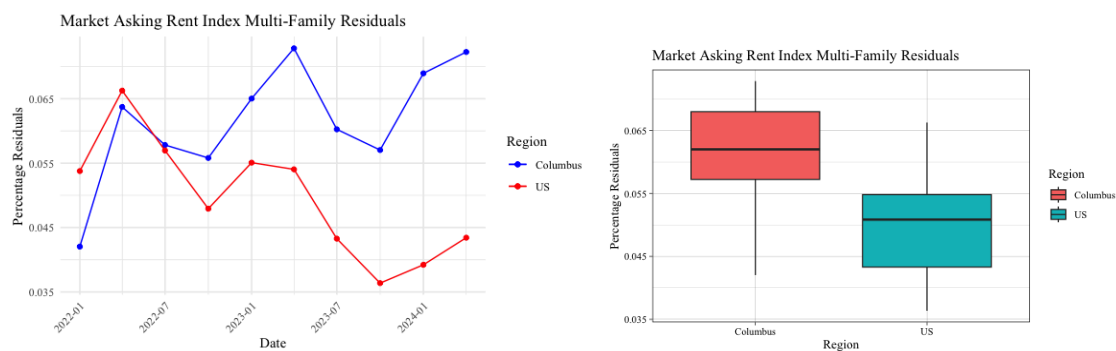 Market Asking Rent Index Multi-Family Residuals
Percentage Residuals
0.065
0.055
0.045
0.035
2022-01
2022-07
2023-01
2023-07
2024-01
Date
Region
Columbus
US
Market Asking Rent Index Multi-Family Residuals
Percentage Residuals
0.065
0.055
0.045
0.035
Columbus
US
Region
Region
Columbus
US